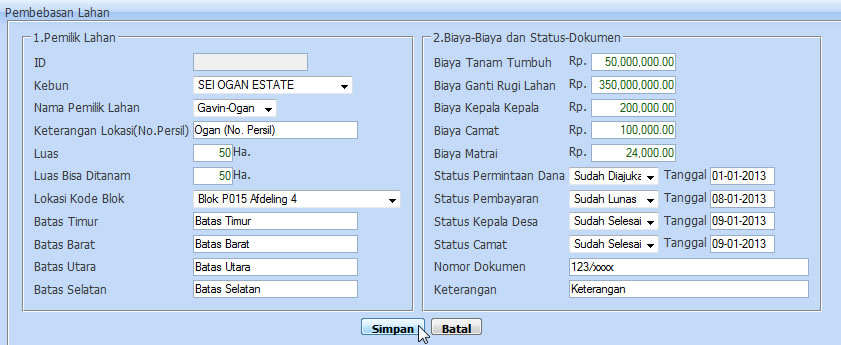 Pembebasan Lahan
1.Pemilik Lahan
ID
Kebun SEI OGAN ESTATE
Nama Pemilik Lahan Gavin-Ogan
Keterangan Lokasi(No.Persil) Ogan (No. Persil)
Luas 50 Ha.
Luas Bisa Ditanam 50 Ha.
Lokasi Kode Blok Blok P015 Afdeling 4
Batas Timur Batas Timur
Batas Barat Batas Barat
Batas Utara Batas Utara
Batas Selatan Batas Selatan
2.Biaya-Biaya dan Status-Dokumen
Biaya Tanam Tumbuh Rp. 50,000,000.00
Biaya Ganti Rugi Lahan Rp. 350,000,000.00
Biaya Kepala Kepala Rp. 200,000.00
Biaya Camat Rp. 100,000.00
Biaya Matrai Rp. 24,000.00
Status Permintaan Dana Sudah Diajuka Tanggal 01-01-2013
Status Pembayaran Sudah Lunas Tanggal 08-01-2013
Status Kepala Desa Sudah Selesai Tanggal 09-01-2013
Status Camat Sudah Selesai Tanggal 09-01-2013
Nomor Dokumen 123/xxxx
Keterangan Keterangan
Simpan Batal